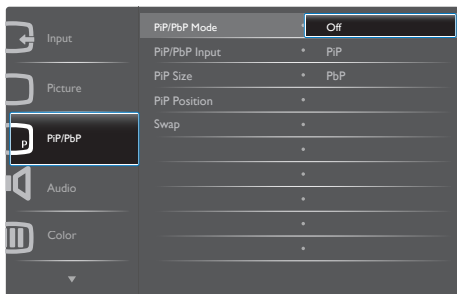 Input
Picture
P
PiP/PbP
Audio
Color
PiP/PbP Mode
PiP/PbP Input
PiP Size
PiP Position
Swap
Off
PiP
PbP